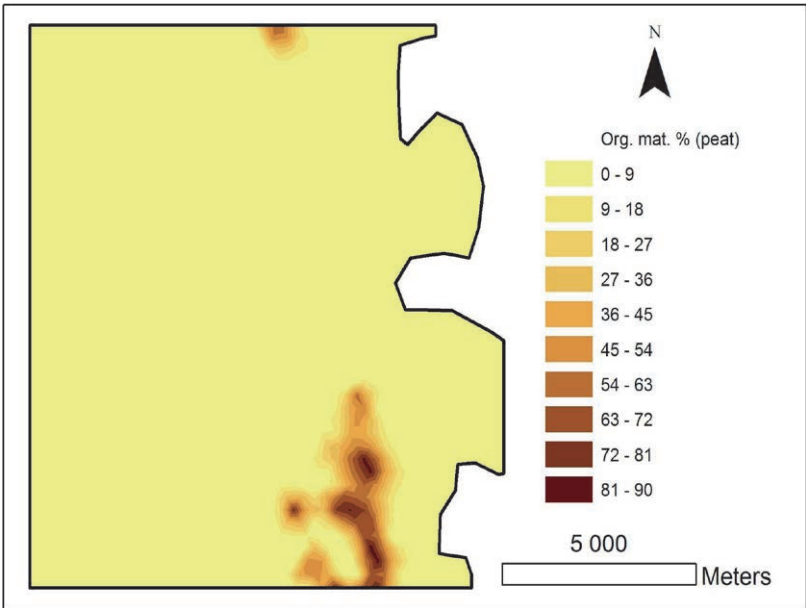 N
Org. mat. % (peat)
0 - 9
9 - 18
18 - 27
27 - 36
36 - 45
45 - 54
54 - 63
63 - 72
72 - 81
81 - 90
5 000
Meters